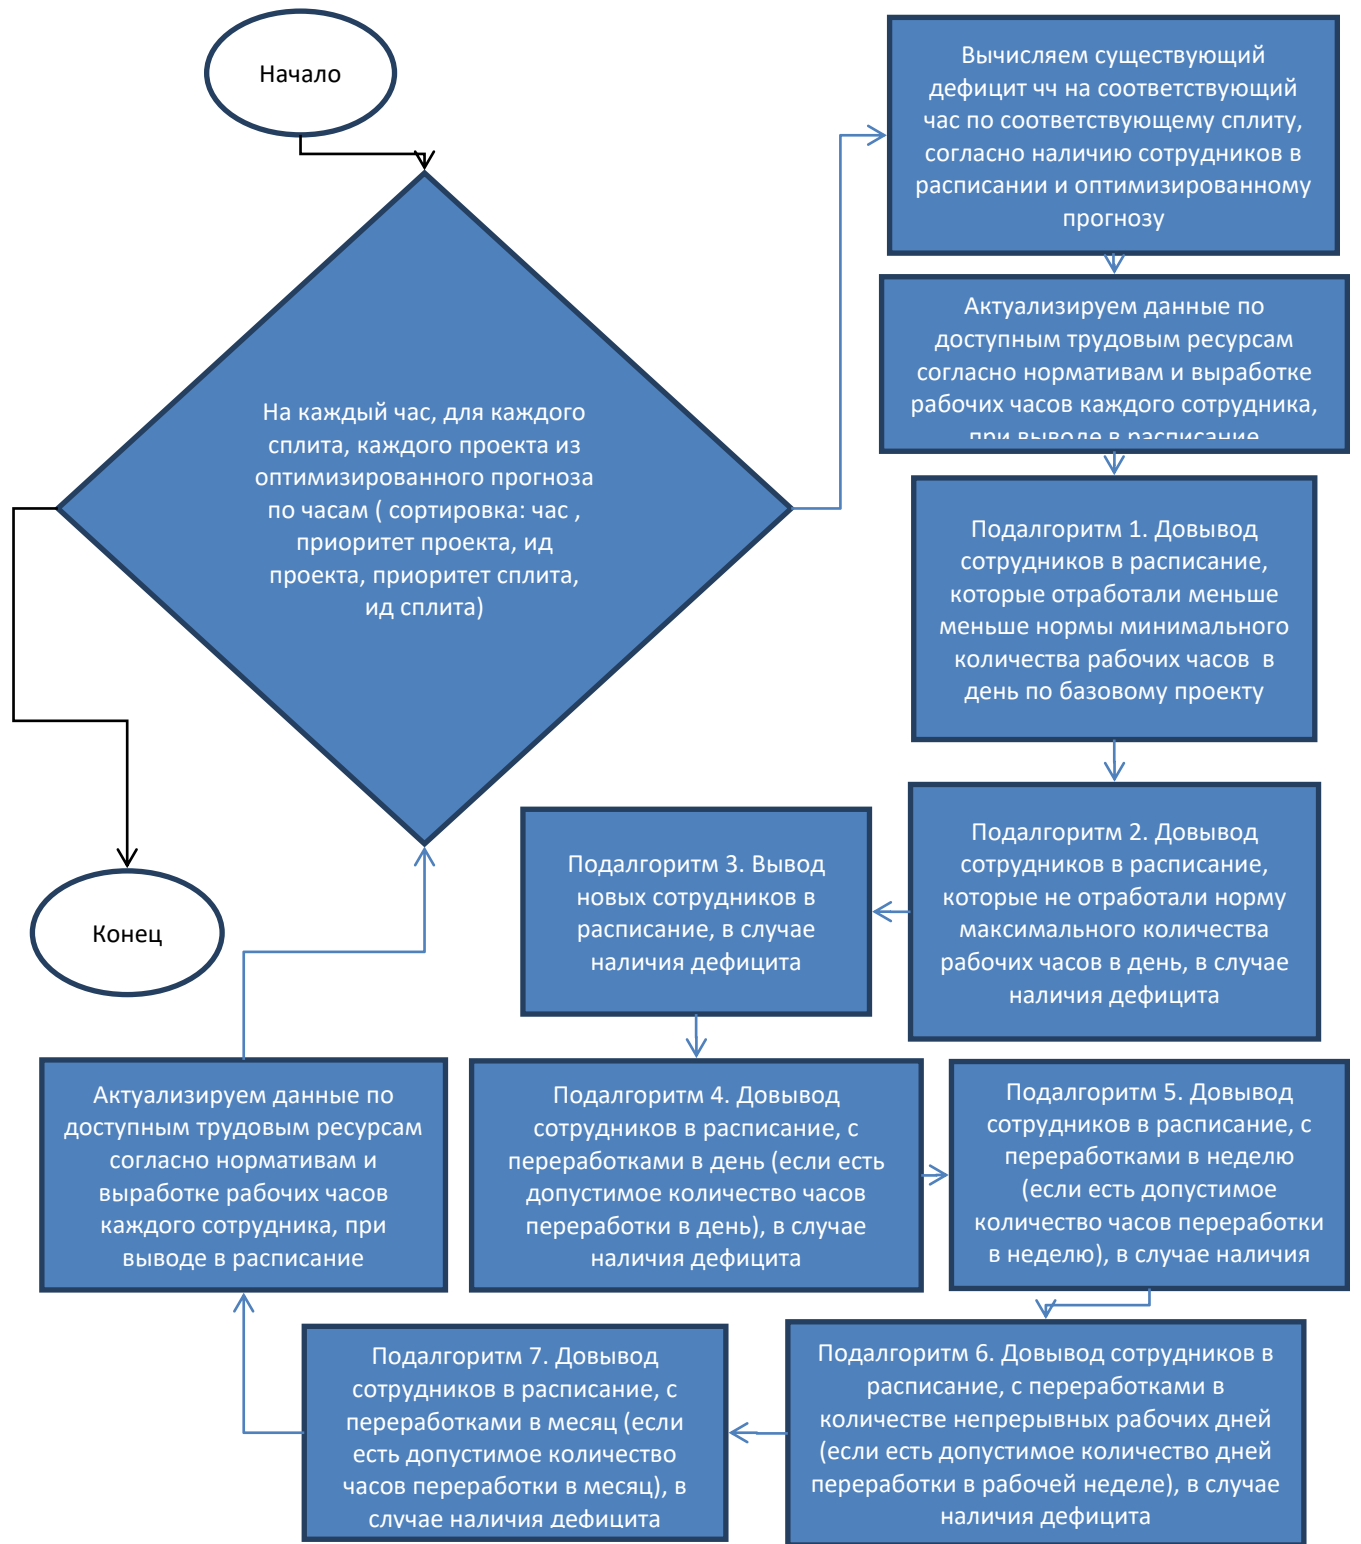 Начало
На каждый час, для каждого
сплита, каждого проекта из
оптимизированного прогноза
по часам ( сортировка: час ,
приоритет проекта, ид
проекта, приоритет сплита,
ид сплита)
Вычисляем существующий
дефицит чч на соответствующий
час по соответствующему сплиту,
согласно наличию сотрудников в
расписании и оптимизированному
прогнозу
Актуализируем данные по
доступным трудовым ресурсам
согласно нормативам и выработке
рабочих часов каждого сотрудника,
при выводе в расписание
Подалгоритм 1. Довывод
сотрудников в расписание,
которые отработали меньше
меньше нормы минимального
количества рабочих часов  в
день по базовому проекту
Подалгоритм 2. Довывод
сотрудников в расписание,
которые не отработали норму
максимального количества
рабочих часов в день, в случае
наличия дефицита
Подалгоритм 3. Вывод
новых сотрудников в
расписание, в случае
наличия дефицита
Подалгоритм 4. Довывод
сотрудников в расписание, с
переработками в день (если есть
допустимое количество часов
переработки в день), в случае
наличия дефицита
Подалгоритм 5. Довывод
сотрудников в расписание, с
переработками в неделю
(если есть допустимое
количество часов переработки
в неделю), в случае наличия
Подалгоритм 6. Довывод сотрудников в
расписание, с переработками в
количестве непрерывных рабочих дней
(если есть допустимое количество дней
переработки в рабочей неделе), в случае
наличия дефицита
Подалгоритм 7. Довывод
сотрудников в расписание, с
переработками в месяц (если
есть допустимое количество
часов переработки в месяц), в
случае наличия дефицита
Актуализируем данные по
доступным трудовым ресурсам
согласно нормативам и
выработке рабочих часов
каждого сотрудника, при
выводе в расписание
Конец